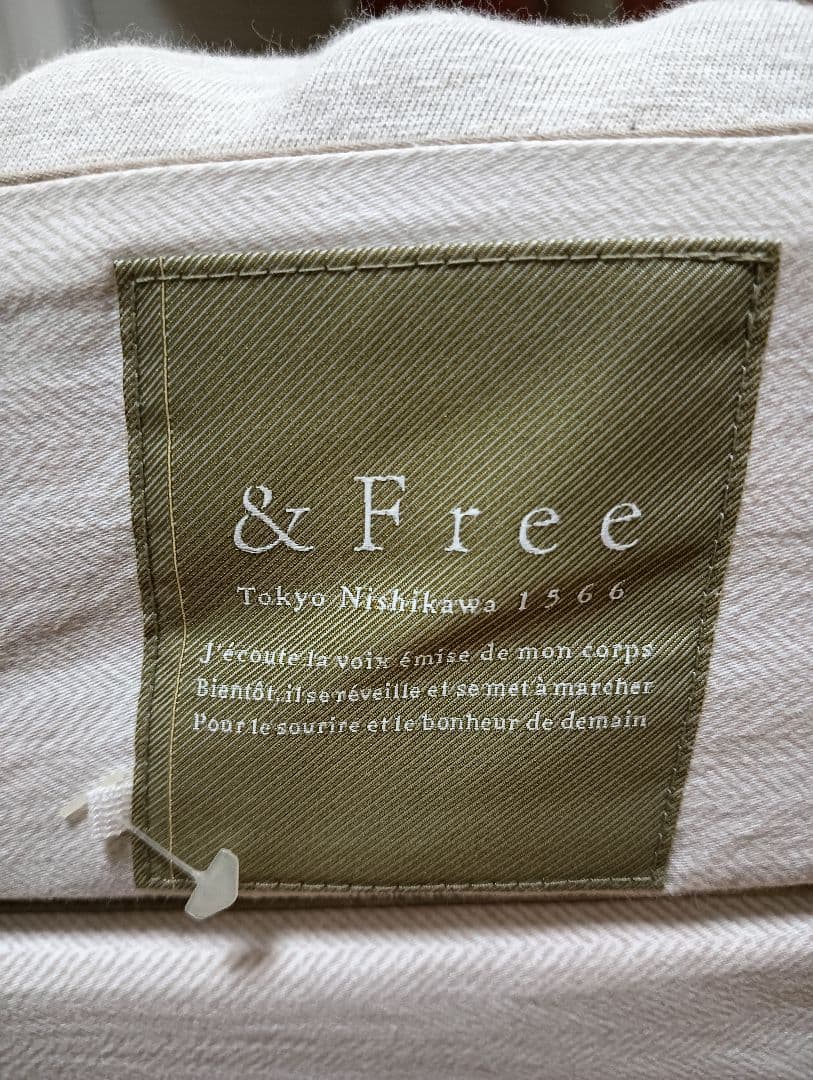 & Free
Tokyo Nishikawa 1566
J'écoute la voix émise de mon corps
Bientôt, il se réveille et se met à marcher
Pour le sourire et le bonheur de demain